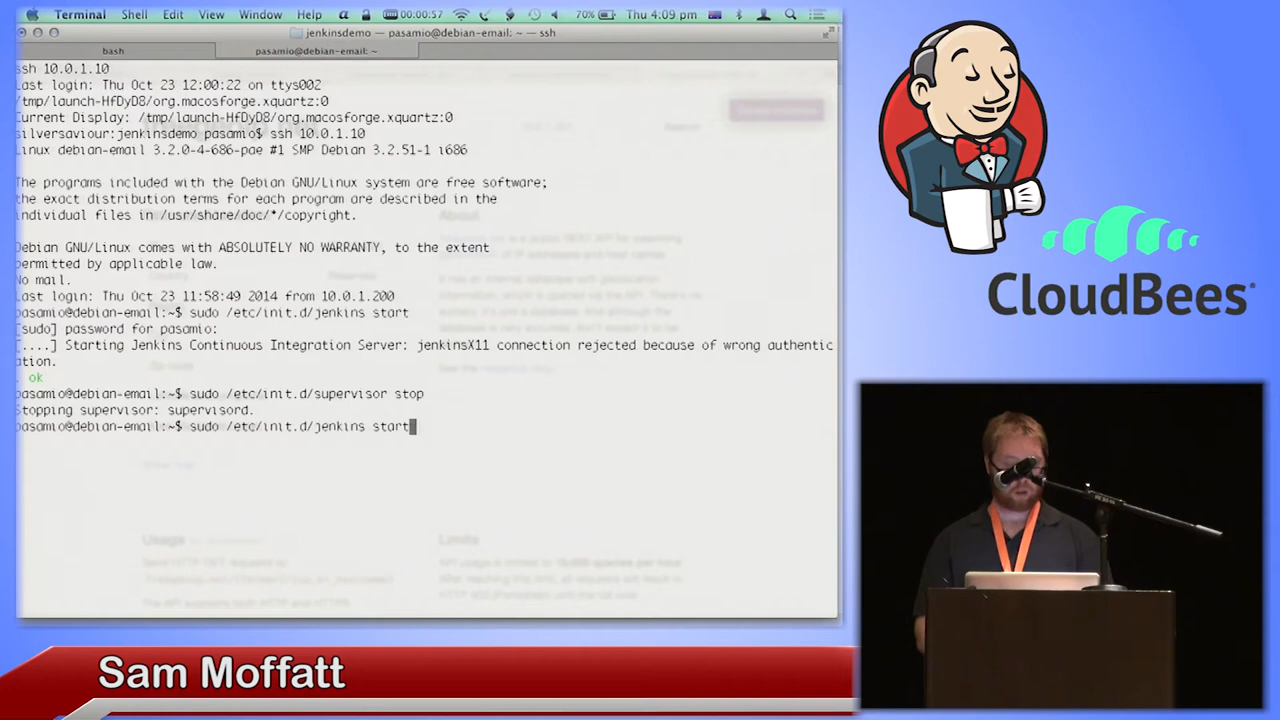 Terminal Shell Edit View Window Help 00:00:57 70% Thu 4:09 pm
jenkinsdemo — pasamio@debian-email: ~ — ssh
bash pasamio@debian-email: ~
ssh 10.0.1.10
Last login: Thu Oct 23 12:00:22 on ttys002
/tmp/launch-HfDyD8/org.macosforge.xquartz:0
Current Display: /tmp/launch-HfDyD8/org.macosforge.xquartz:0
silversaviour:jenkinsdemo pasamio$ ssh 10.0.1.10
Linux debian-email 3.2.0-4-686-pae #1 SMP Debian 3.2.51-1 i686
The programs included with the Debian GNU/Linux system are free software;
the exact distribution terms for each program are described in the
individual files in /usr/share/doc/*/copyright.
Debian GNU/Linux comes with ABSOLUTELY NO WARRANTY, to the extent
permitted by applicable law.
No mail.
Last login: Thu Oct 23 11:58:49 2014 from 10.0.1.200
pasamio@debian-email:~$ sudo /etc/init.d/jenkins start
[sudo] password for pasamio:
[....] Starting Jenkins Continuous Integration Server: jenkinsX11 connection rejected because of wrong authentic
ation.
. ok
pasamio@debian-email:~$ sudo /etc/init.d/supervisor stop
Stopping supervisor: supervisord.
pasamio@debian-email:~$ sudo /etc/init.d/jenkins start
About
Usage
Limits
CloudBees
Sam Moffatt